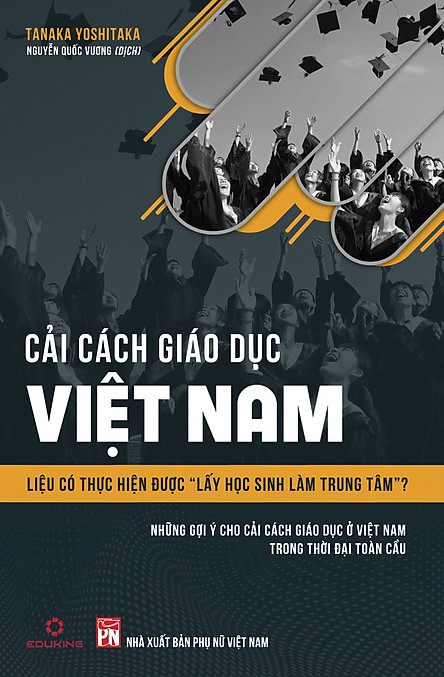 TANAKA YOSHITAKA
NGUYỄN QUỐC VƯƠNG (DỊCH)
CẢI CÁCH GIÁO DỤC
VIỆT NAM
LIỆU CÓ THỰC HIỆN ĐƯỢC “LẤY HỌC SINH LÀM TRUNG TÂM”?
NHỮNG GỢI Ý CHO CẢI CÁCH GIÁO DỤC Ở VIỆT NAM
TRONG THỜI ĐẠI TOÀN CẦU
EDUKING
PN
NHÀ XUẤT BẢN PHỤ NỮ VIỆT NAM